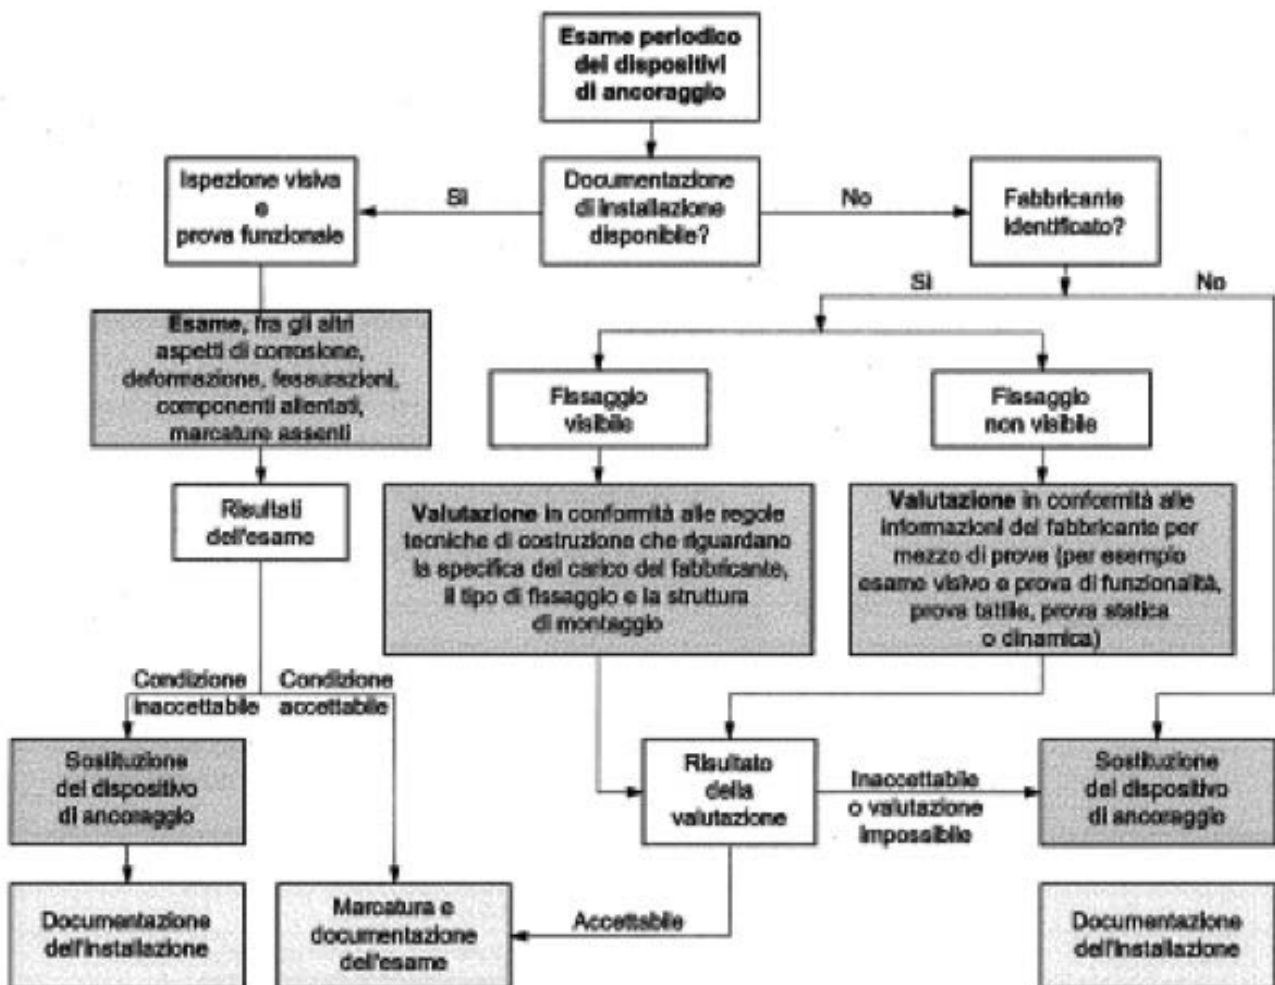 Esame periodico
dei dispositivi
di ancoraggio
Ispezione visiva
e
prova funzionale
Sì
Documentazione
di installazione
disponibile?
No
Fabbricante
identificato?
Sì
No
Esame, fra gli altri
aspetti di corrosione,
deformazione, fessurazioni,
componenti allentati,
marcature assenti
Fissaggio
visibile
Fissaggio
non visibile
Risultati
dell'esame
Valutazione in conformità alle regole
tecniche di costruzione che riguardano
la specifica del carico del fabbricante,
il tipo di fissaggio e la struttura
di montaggio
Valutazione in conformità alle
informazioni del fabbricante per
mezzo di prove (per esempio
esame visivo e prova di funzionalità,
prova tattile, prova statica
o dinamica)
Condizione
inaccettabile
Condizione
accettabile
Sostituzione
del dispositivo
di ancoraggio
Risultato
della
valutazione
Inaccettabile
o valutazione
impossibile
Sostituzione
del dispositivo
di ancoraggio
Documentazione
dell'installazione
Marcatura e
documentazione
dell'esame
Accettabile
Documentazione
dell'installazione